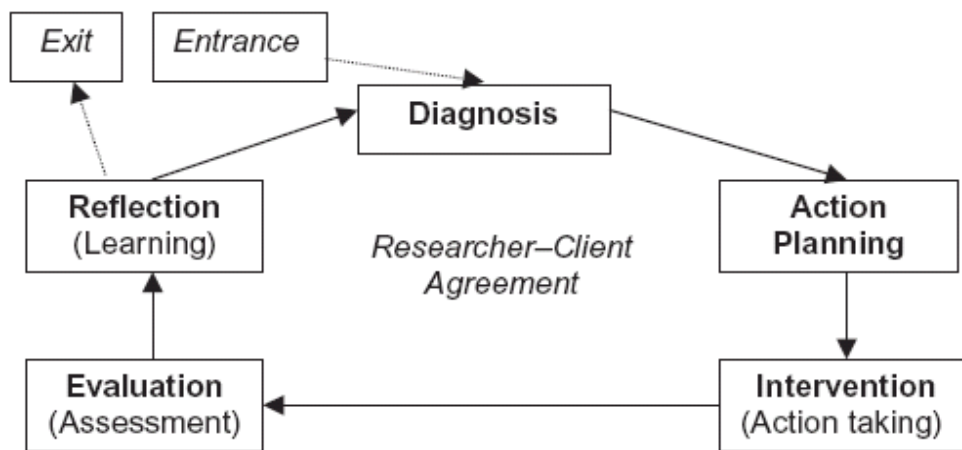 Exit
Entrance
Diagnosis
Reflection
(Learning)
Researcher–Client
Agreement
Action
Planning
Evaluation
(Assessment)
Intervention
(Action taking)